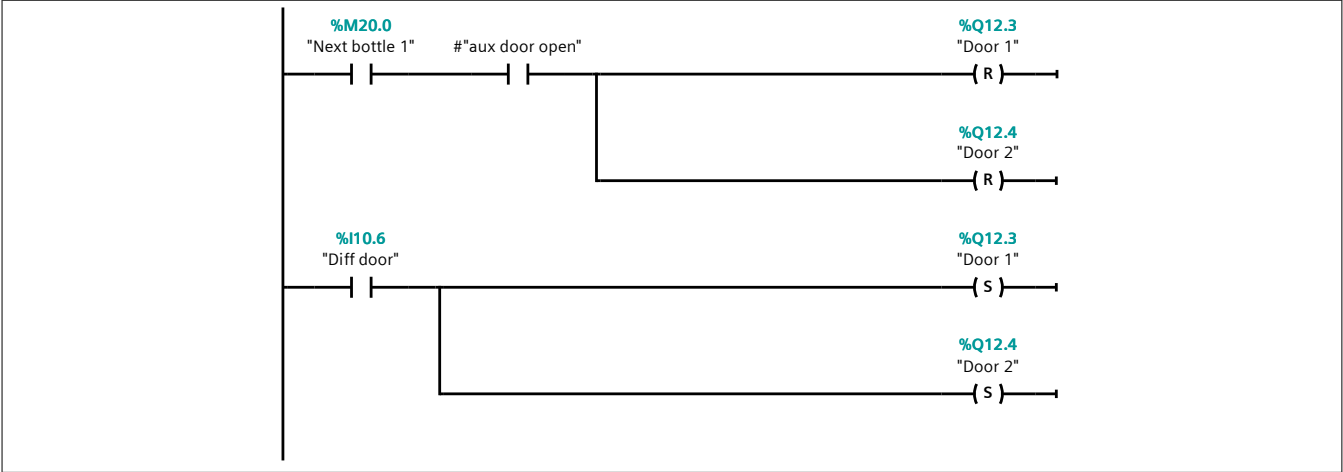 %M20.0
"Next bottle 1"
#"aux door open"
%Q12.3
"Door 1"
R
%Q12.4
"Door 2"
R
%I10.6
"Diff door"
%Q12.3
"Door 1"
S
%Q12.4
"Door 2"
S